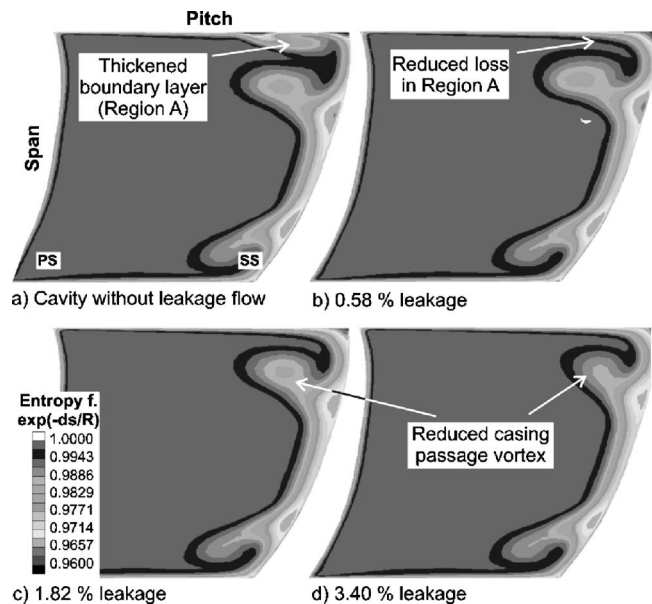 Pitch
Thickened
boundary layer
(Region A)
Reduced loss
in Region A
Span
PS
SS
a) Cavity without leakage flow
b) 0.58 % leakage
Entropy f.
exp(-ds/R)
1.0000
0.9943
0.9886
0.9829
0.9771
0.9714
0.9657
0.9600
Reduced casing
passage vortex
c) 1.82 % leakage
d) 3.40 % leakage